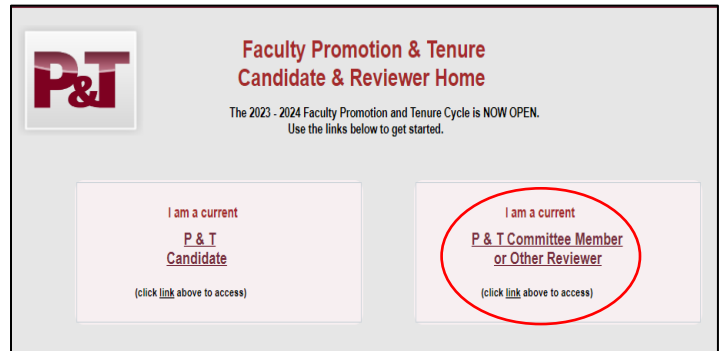 P&T
Faculty Promotion & Tenure
Candidate & Reviewer Home
The 2023 - 2024 Faculty Promotion and Tenure Cycle is NOW OPEN.
Use the links below to get started.
I am a current
P & T
Candidate
(click link above to access)
I am a current
P & T Committee Member
or Other Reviewer
(click link above to access)